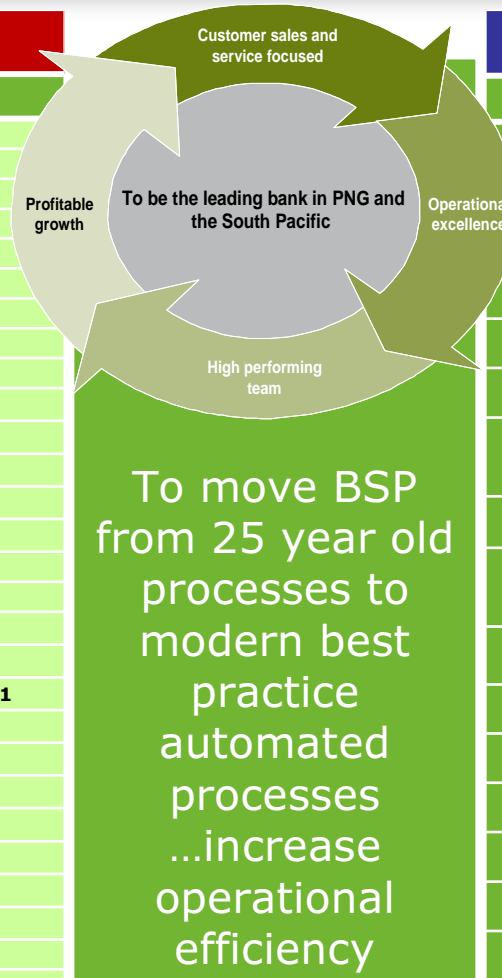 Customer sales and
service focused
Profitable
growth
To be the leading bank in PNG and
the South Pacific
Operationa
excellence
High performing
team
To move BSP
from 25 year old
processes to
modern best
practice
automated
processes
…increase
operational
efficiency
1